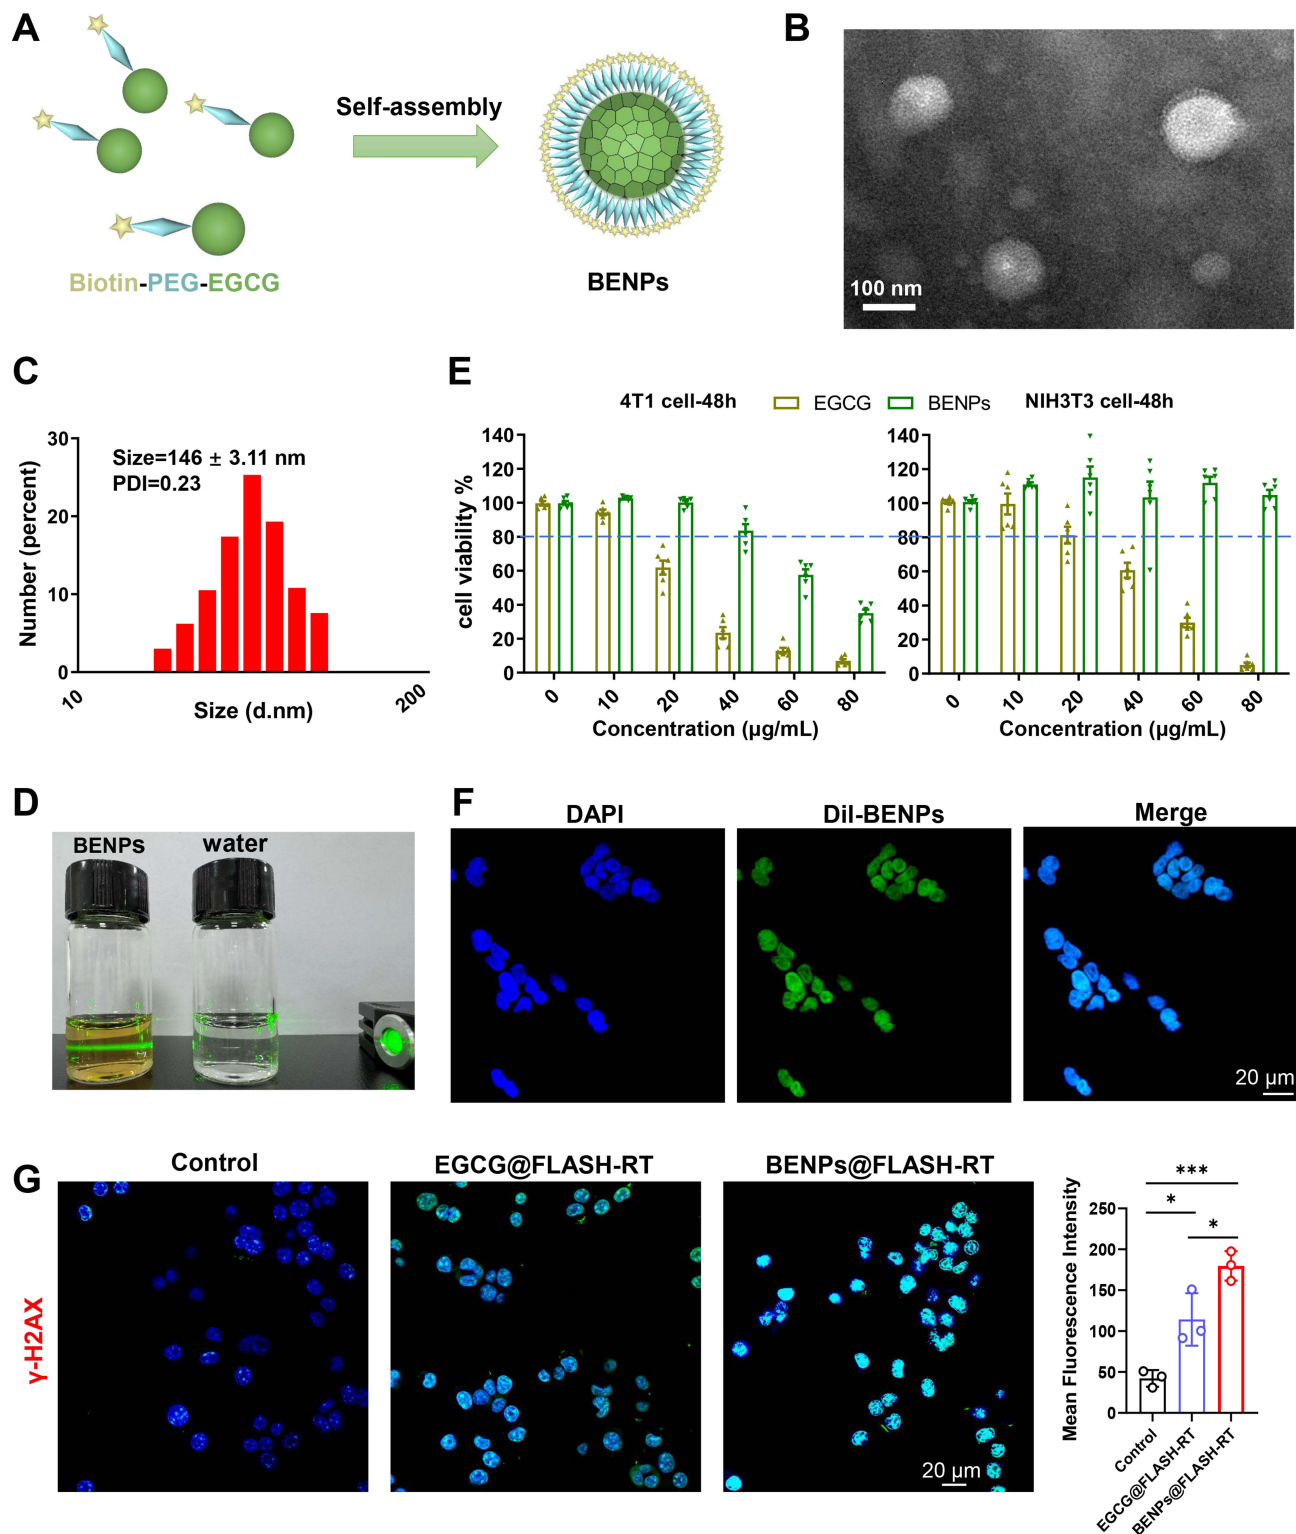 A
Self-assembly
Biotin-PEG-EGCG
BENPs
B
100 nm
C
Size=146 ± 3.11 nm
PDI=0.23
Number (percent)
30
20
10
0
10
200
Size (d.nm)
E
4T1 cell-48h
EGCG
BENPs
NIH3T3 cell-48h
cell viability %
140
120
100
80
60
40
20
0
0
10
20
40
60
80
Concentration (μg/mL)
140
120
100
80
60
40
20
0
0
10
20
40
60
80
Concentration (μg/mL)
D
BENPs
water
F
DAPI
Dil-BENPs
Merge
20 μm
G
γ-H2AX
Control
EGCG@FLASH-RT
BENPs@FLASH-RT
20 μm
Mean Fluorescence Intensity
250
200
150
100
50
0
***
*
*
Control
EGCG@FLASH-RT
BENPs@FLASH-RT